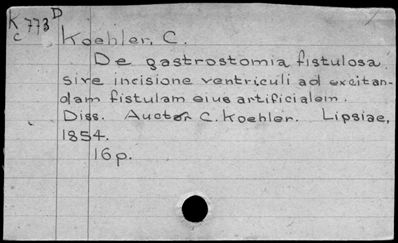 K 773 D
c
Koehler, C.
De gastrostomia fistulosa
sive incisione ventriculi ad excitan-
dam fistulam eius artificialem.
Diss. Auctor C. Koehler. Lipsiae,
1854.
16 p.